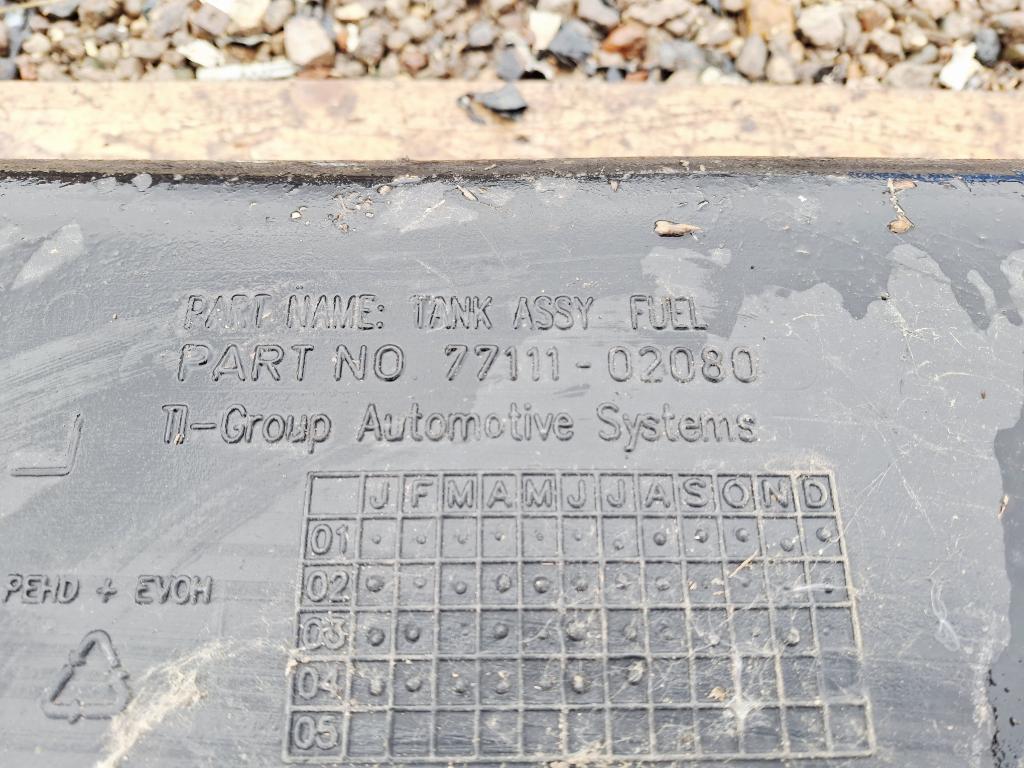 PART NAME: TANK ASSY FUEL
PART NO 77111-02080
TI-Group Automotive Systems
J F M A M J J A S O N D
01
02
PEHD + EVOH
03
04
05